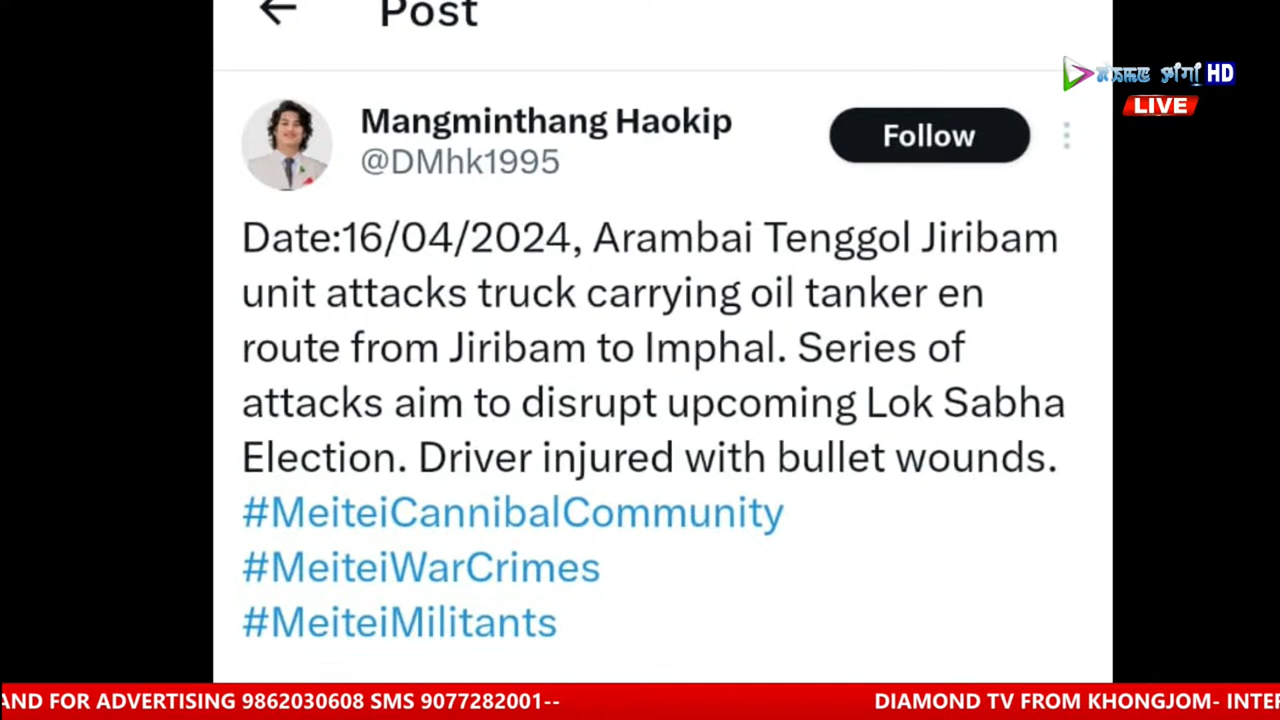 Post
HD
LIVE
Mangminthang Haokip
Follow
@DMhk1995
Date:16/04/2024, Arambai Tenggol Jiribam
unit attacks truck carrying oil tanker en
route from Jiribam to Imphal. Series of
attacks aim to disrupt upcoming Lok Sabha
Election. Driver injured with bullet wounds.
#MeiteiCannibalCommunity
#MeiteiWarCrimes
#MeiteiMilitants
AND FOR ADVERTISING 9862030608 SMS 9077282001-- DIAMOND TV FROM KHONGJOM- INTE